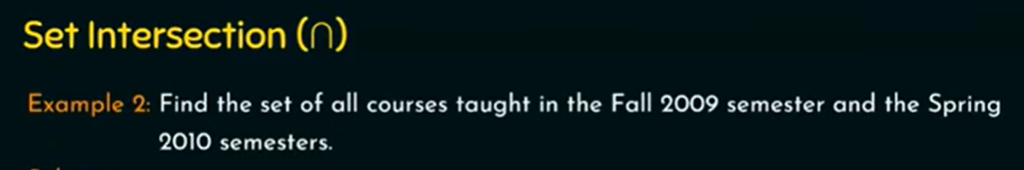 Set Intersection (∩)
Example 2: Find the set of all courses taught in the Fall 2009 semester and the Spring
2010 semesters.